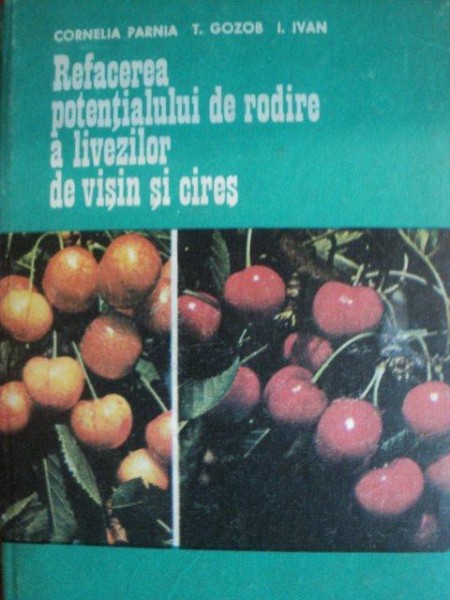 CORNELIA PARNIA T. GOZOB I. IVAN
Refacerea
potențialului de rodire
a livezilor
de vișin și cireș